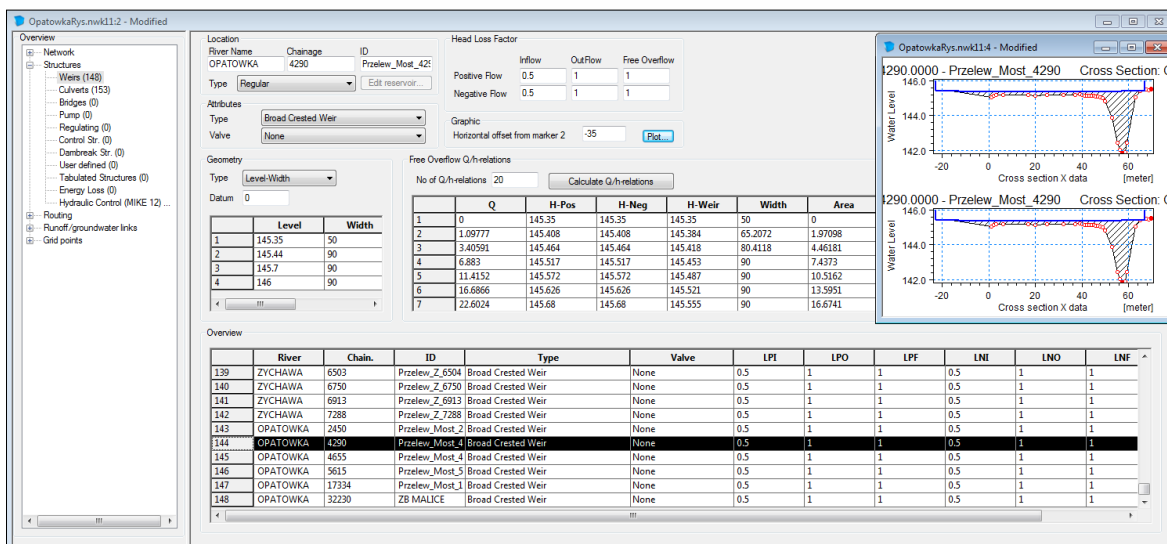 OpatowkaRys.nwk11:2 - Modified
Overview
Network
Structures
Weirs (148)
Culverts (153)
Bridges (0)
Pump (0)
Regulating (0)
Control Str. (0)
Dambreak Str. (0)
User defined (0)
Tabulated Structures (0)
Energy Loss (0)
Hydraulic Control (MIKE 12) ...
Routing
Runoff/groundwater links
Grid points
Location
River Name Chainage ID
OPATOWKA 4290 Przelew_Most_429
Type Regular Edit reservoir...
Attributes
Type Broad Crested Weir
Valve None
Head Loss Factor
Inflow OutFlow Free Overflow
Positive Flow 0.5 1 1
Negative Flow 0.5 1 1
Graphic
Horizontal offset from marker 2 -35 Plot...
Geometry
Type Level-Width
Datum 0
Level Width
1 145.35 50
2 145.44 90
3 145.7 90
4 146 90
Free Overflow Q/h-relations
No of Q/h-relations 20 Calculate Q/h-relations
Q H-Pos H-Neg H-Weir Width Area
1 0 145.35 145.35 145.35 50 0
2 1.09777 145.408 145.408 145.384 65.2072 1.97098
3 3.40591 145.464 145.464 145.418 80.4118 4.46181
4 6.883 145.517 145.517 145.453 90 7.4373
5 11.4152 145.572 145.572 145.487 90 10.5162
6 16.6866 145.626 145.626 145.521 90 13.5951
7 22.6024 145.68 145.68 145.555 90 16.6741
OpatowkaRys.nwk11:4 - Modified
4290.0000 - Przelew_Most_4290 Cross Section:
146.0
144.0
142.0
Water Level
-20 0 20 40 60
Cross section X data [meter]
4290.0000 - Przelew_Most_4290 Cross Section:
146.0
144.0
142.0
Water Level
-20 0 20 40 60
Cross section X data [meter]
Overview
River Chain. ID Type Valve LPI LPO LPF LNI LNO LNF
139 ZYCHAWA 6503 Przelew_Z_6504 Broad Crested Weir None 0.5 1 1 0.5 1 1
140 ZYCHAWA 6750 Przelew_Z_6750 Broad Crested Weir None 0.5 1 1 0.5 1 1
141 ZYCHAWA 6913 Przelew_Z_6913 Broad Crested Weir None 0.5 1 1 0.5 1 1
142 ZYCHAWA 7288 Przelew_Z_7288 Broad Crested Weir None 0.5 1 1 0.5 1 1
143 OPATOWKA 2450 Przelew_Most_2 Broad Crested Weir None 0.5 1 1 0.5 1 1
144 OPATOWKA 4290 Przelew_Most_4 Broad Crested Weir None 0.5 1 1 0.5 1 1
145 OPATOWKA 4655 Przelew_Most_4 Broad Crested Weir None 0.5 1 1 0.5 1 1
146 OPATOWKA 5615 Przelew_Most_5 Broad Crested Weir None 0.5 1 1 0.5 1 1
147 OPATOWKA 17334 Przelew_Most_1 Broad Crested Weir None 0.5 1 1 0.5 1 1
148 OPATOWKA 32230 ZB MALICE Broad Crested Weir None 0.5 1 1 0.5 1 1